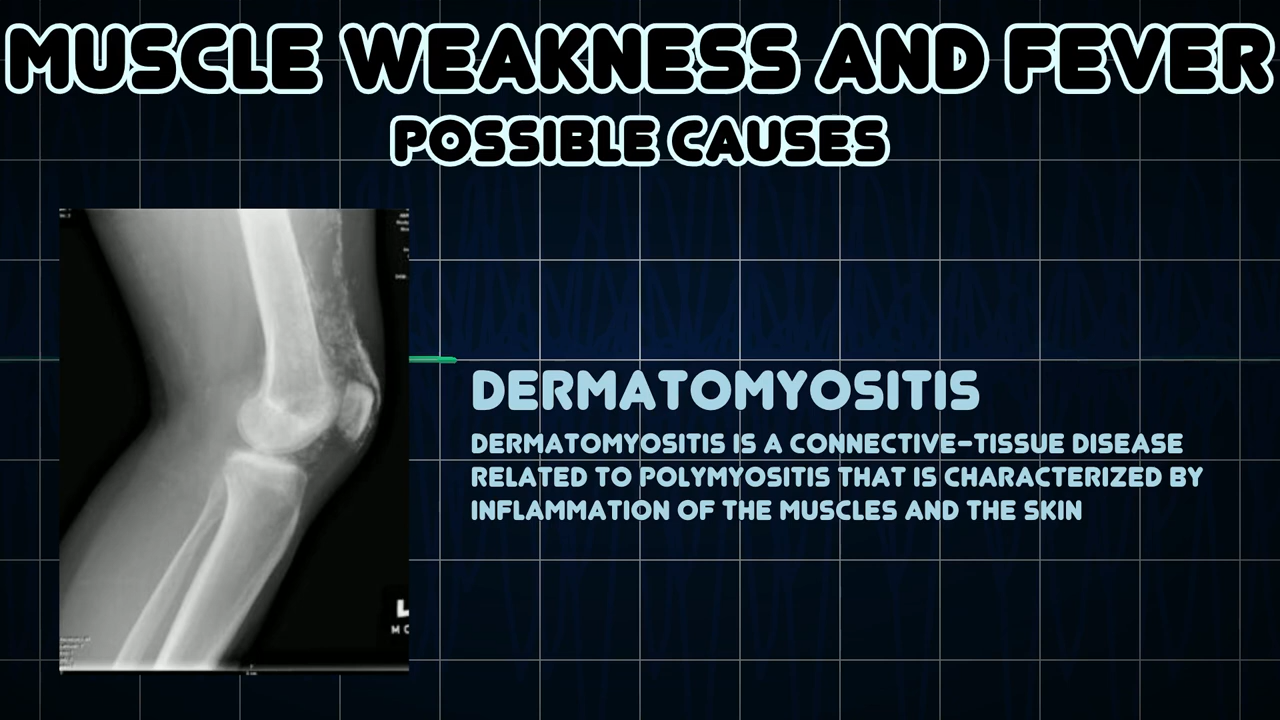 MUSCLE WEAKNESS AND FEVER
POSSIBLE CAUSES
DERMATOMYOSITIS
DERMATOMYOSITIS IS A CONNECTIVE-TISSUE DISEASE
RELATED TO POLYMYOSITIS THAT IS CHARACTERIZED BY
INFLAMMATION OF THE MUSCLES AND THE SKIN
L